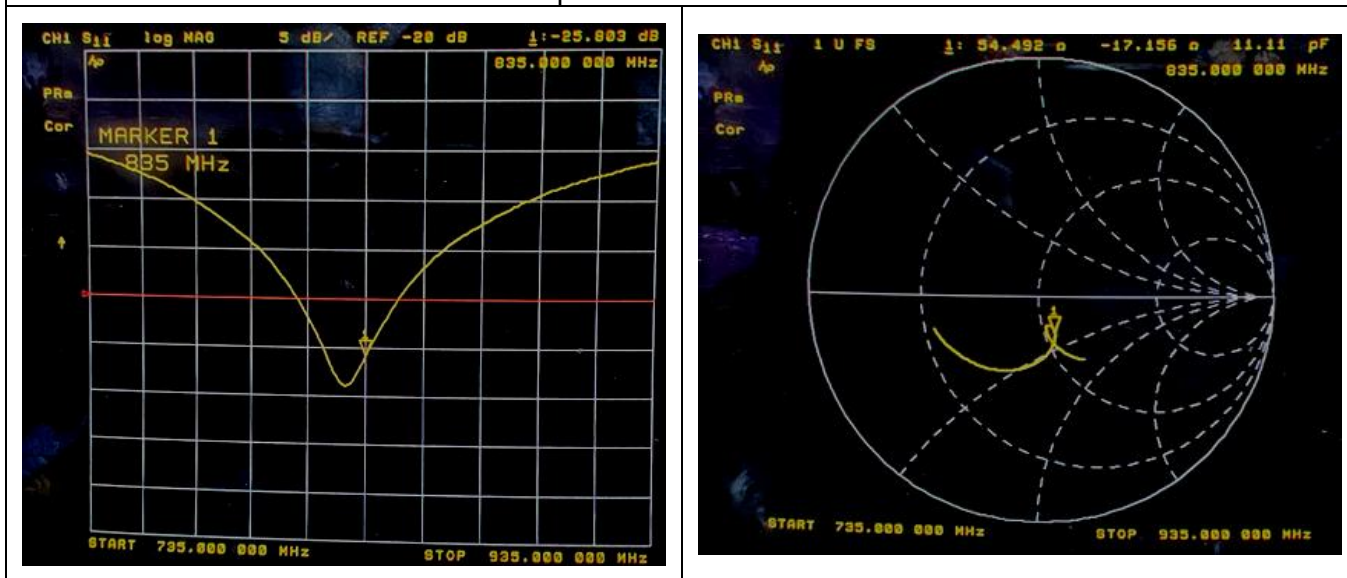 CH1 S11 log MAG 5 dB/ REF -20 dB 1:-25.803 dB
835.000 000 MHz
PRm
Cor
MARKER 1
835 MHz
START 735.000 000 MHz STOP 935.000 000 MHz
CH1 S11 1 U FS 1: 54.492 Ω -17.156 Ω 11.11 pF
835.000 000 MHz
PRm
Cor
1
START 735.000 000 MHz STOP 935.000 000 MHz